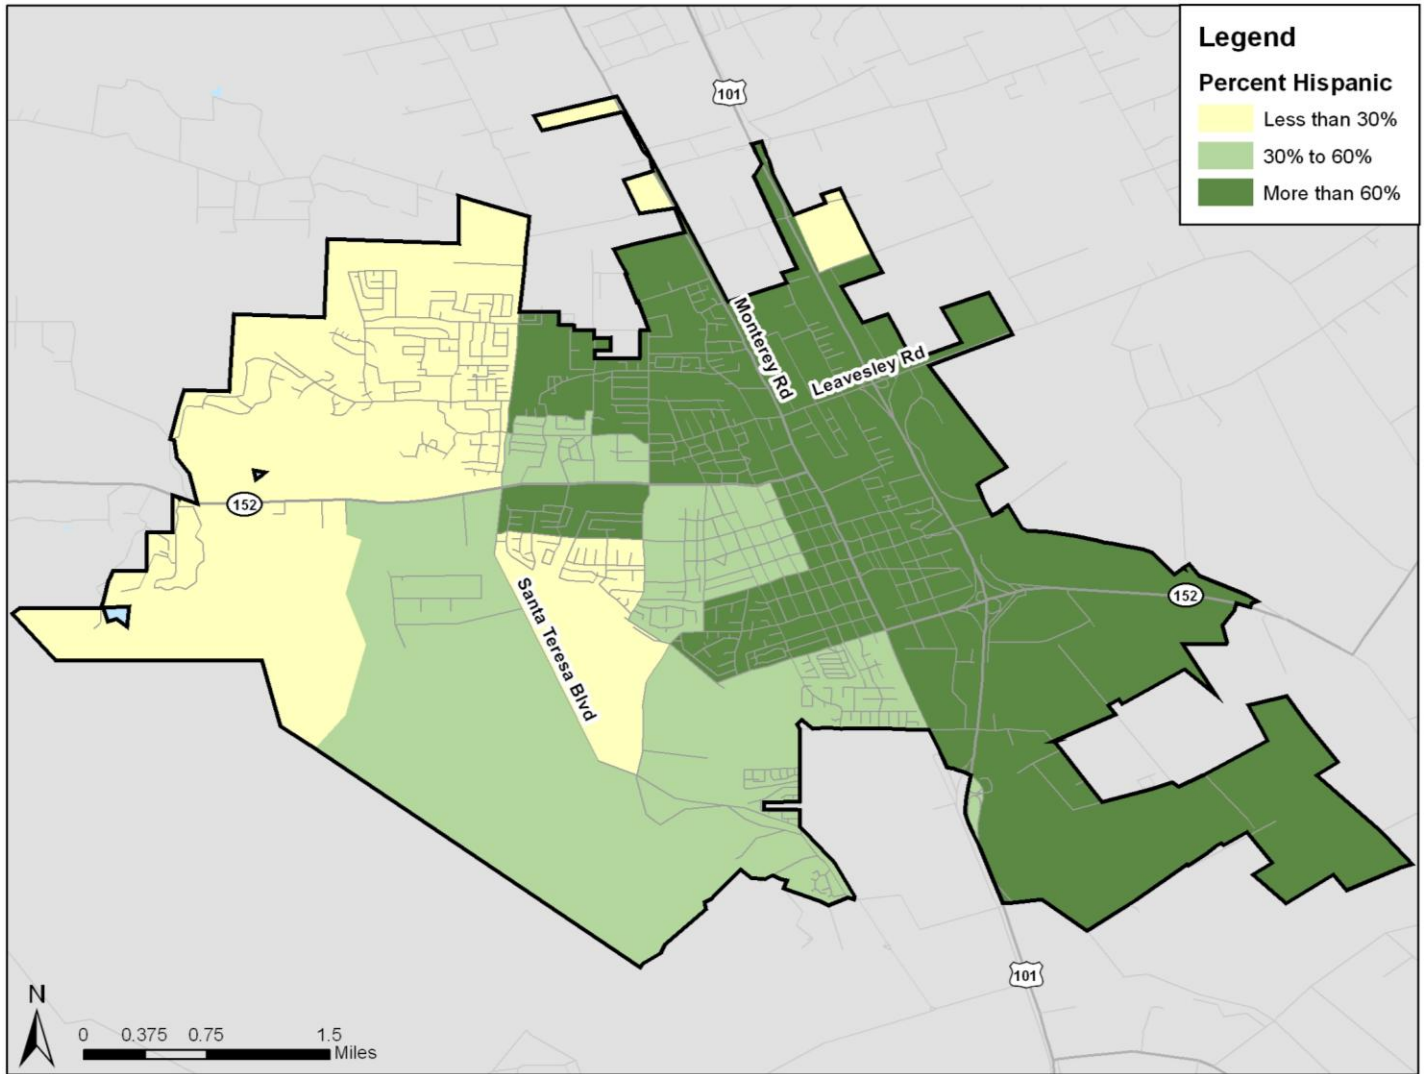 Legend
Percent Hispanic
Less than 30%
30% to 60%
More than 60%
101
Monterey Rd
Leavesley Rd
152
Santa Teresa Blvd
152
101
N
0 0.375 0.75 1.5
Miles